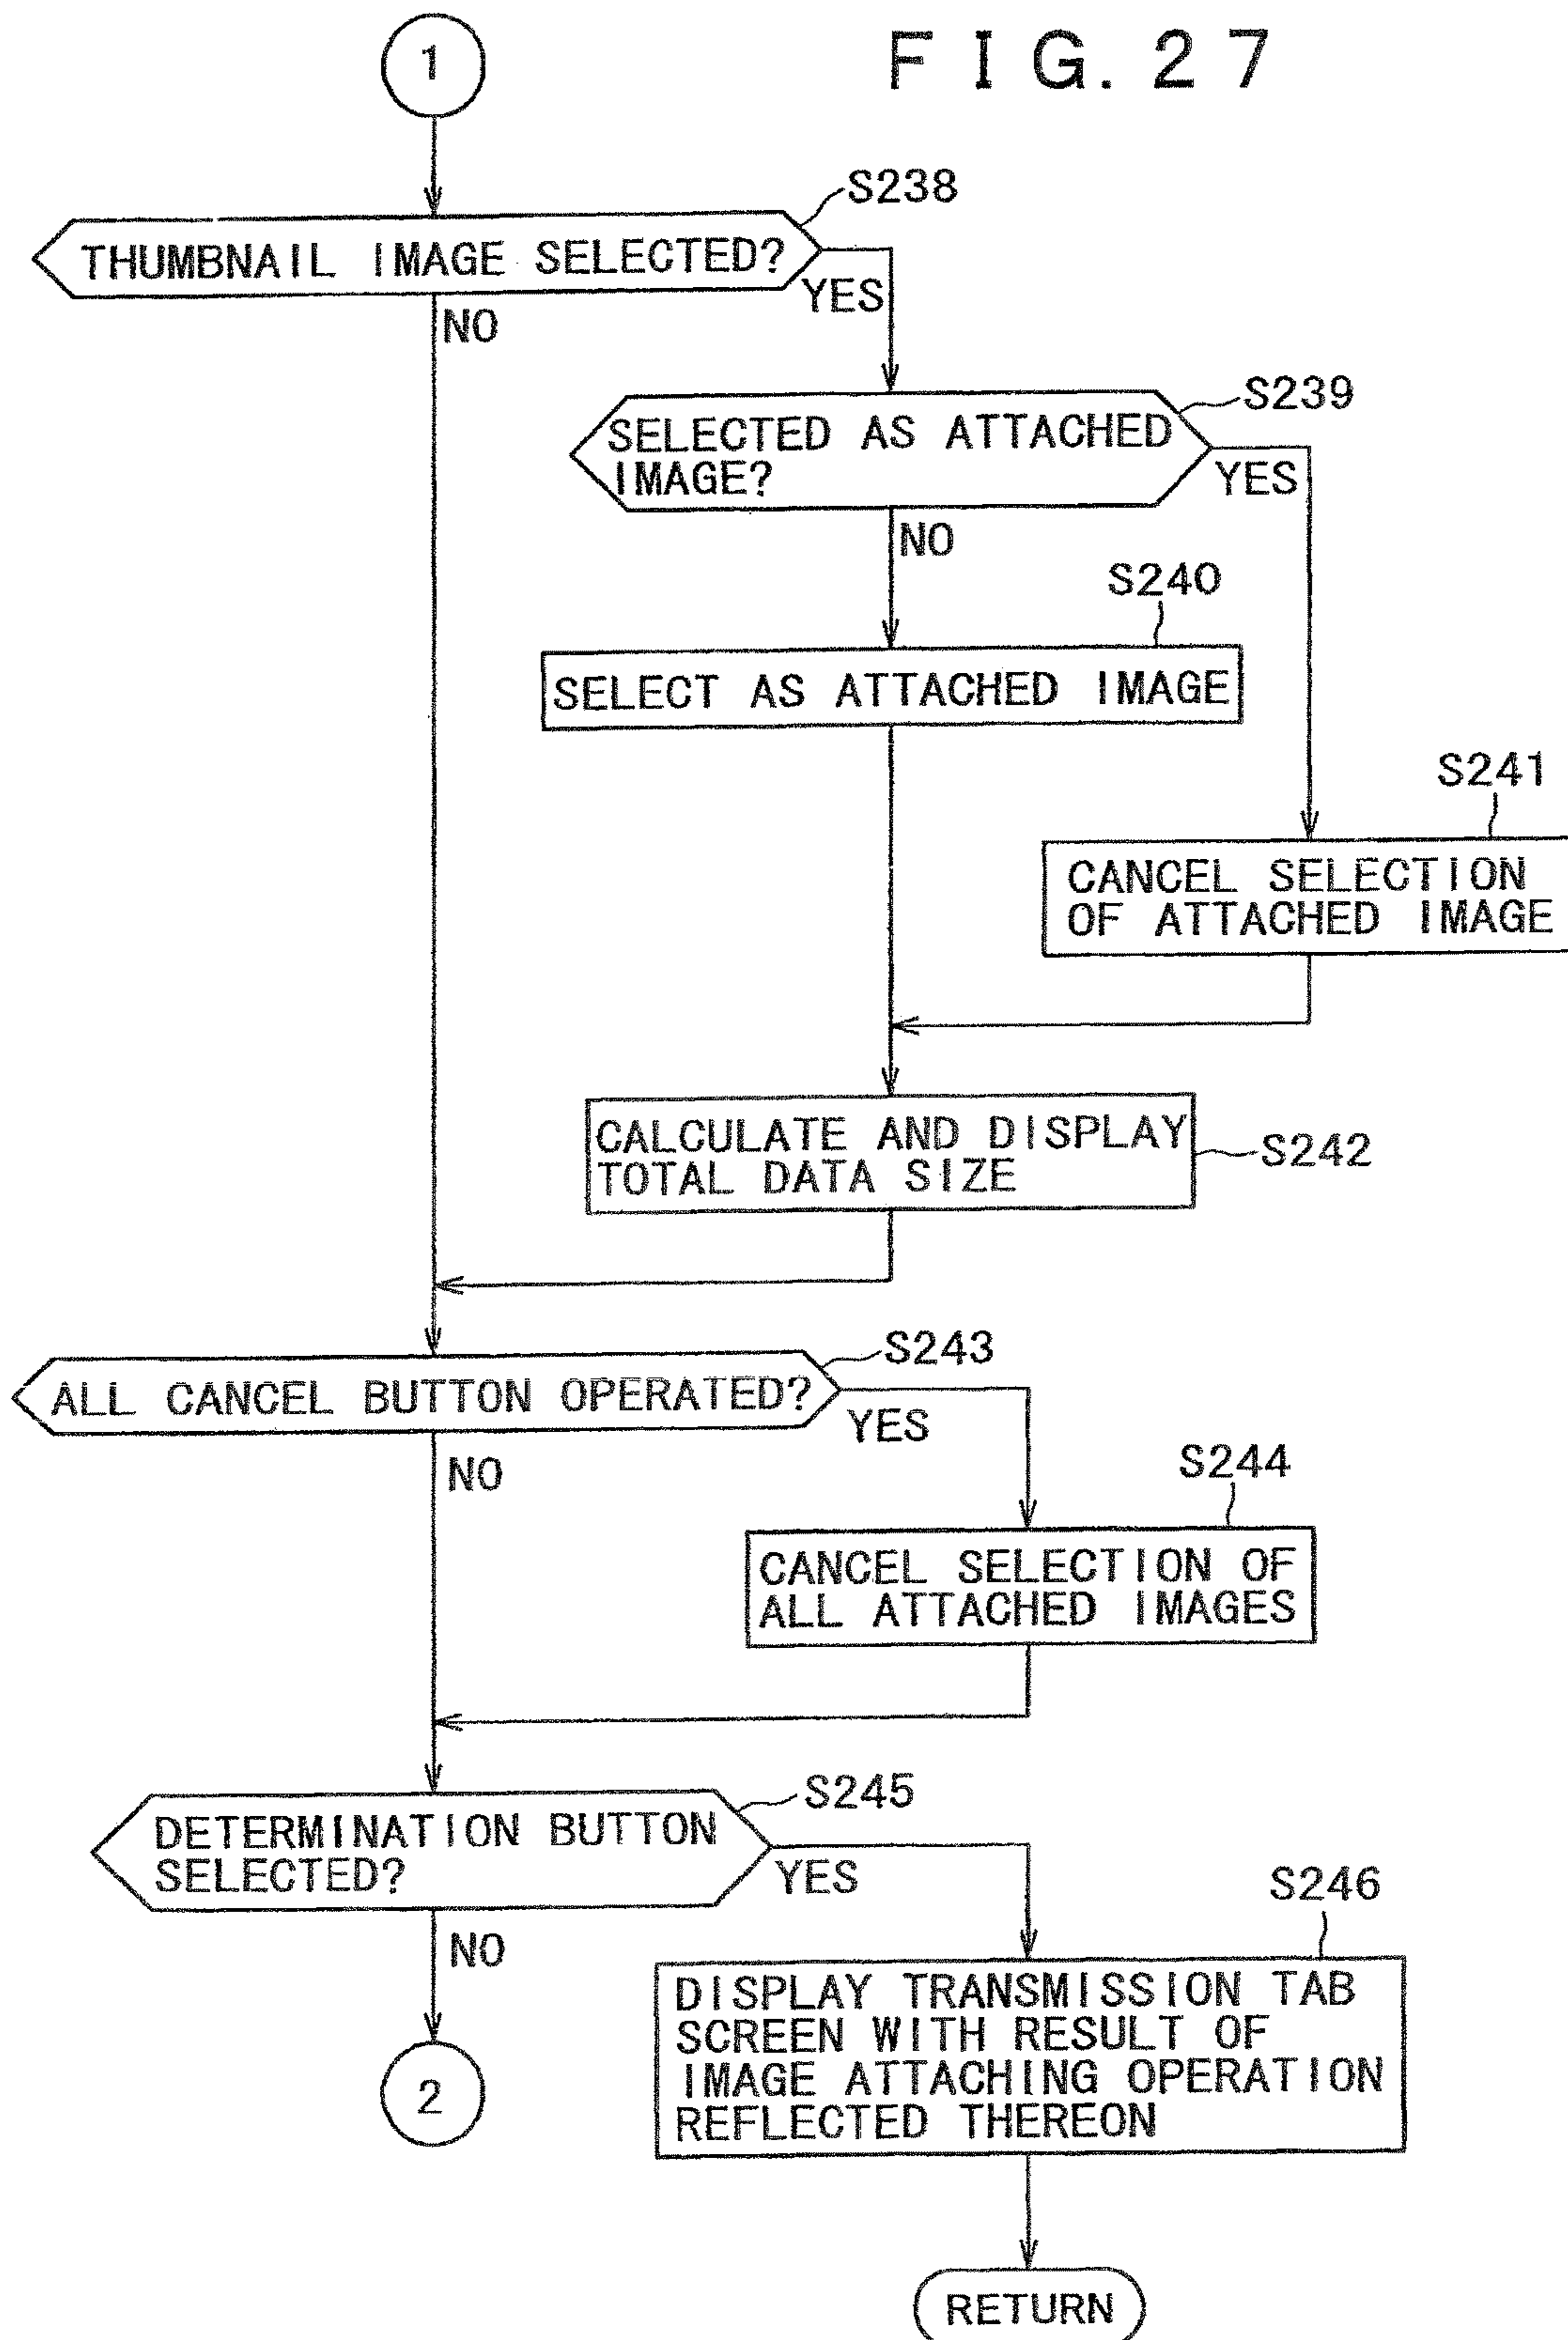 FIG. 27
1
S238
THUMBNAIL IMAGE SELECTED?
YES
NO
S239
SELECTED AS ATTACHED
IMAGE?
YES
NO
S240
SELECT AS ATTACHED IMAGE
S241
CANCEL SELECTION
OF ATTACHED IMAGE
CALCULATE AND DISPLAY
TOTAL DATA SIZE
S242
S243
ALL CANCEL BUTTON OPERATED?
YES
NO
S244
CANCEL SELECTION OF
ALL ATTACHED IMAGES
S245
DETERMINATION BUTTON
SELECTED?
YES
NO
S246
DISPLAY TRANSMISSION TAB
SCREEN WITH RESULT OF
IMAGE ATTACHING OPERATION
REFLECTED THEREON
2
RETURN